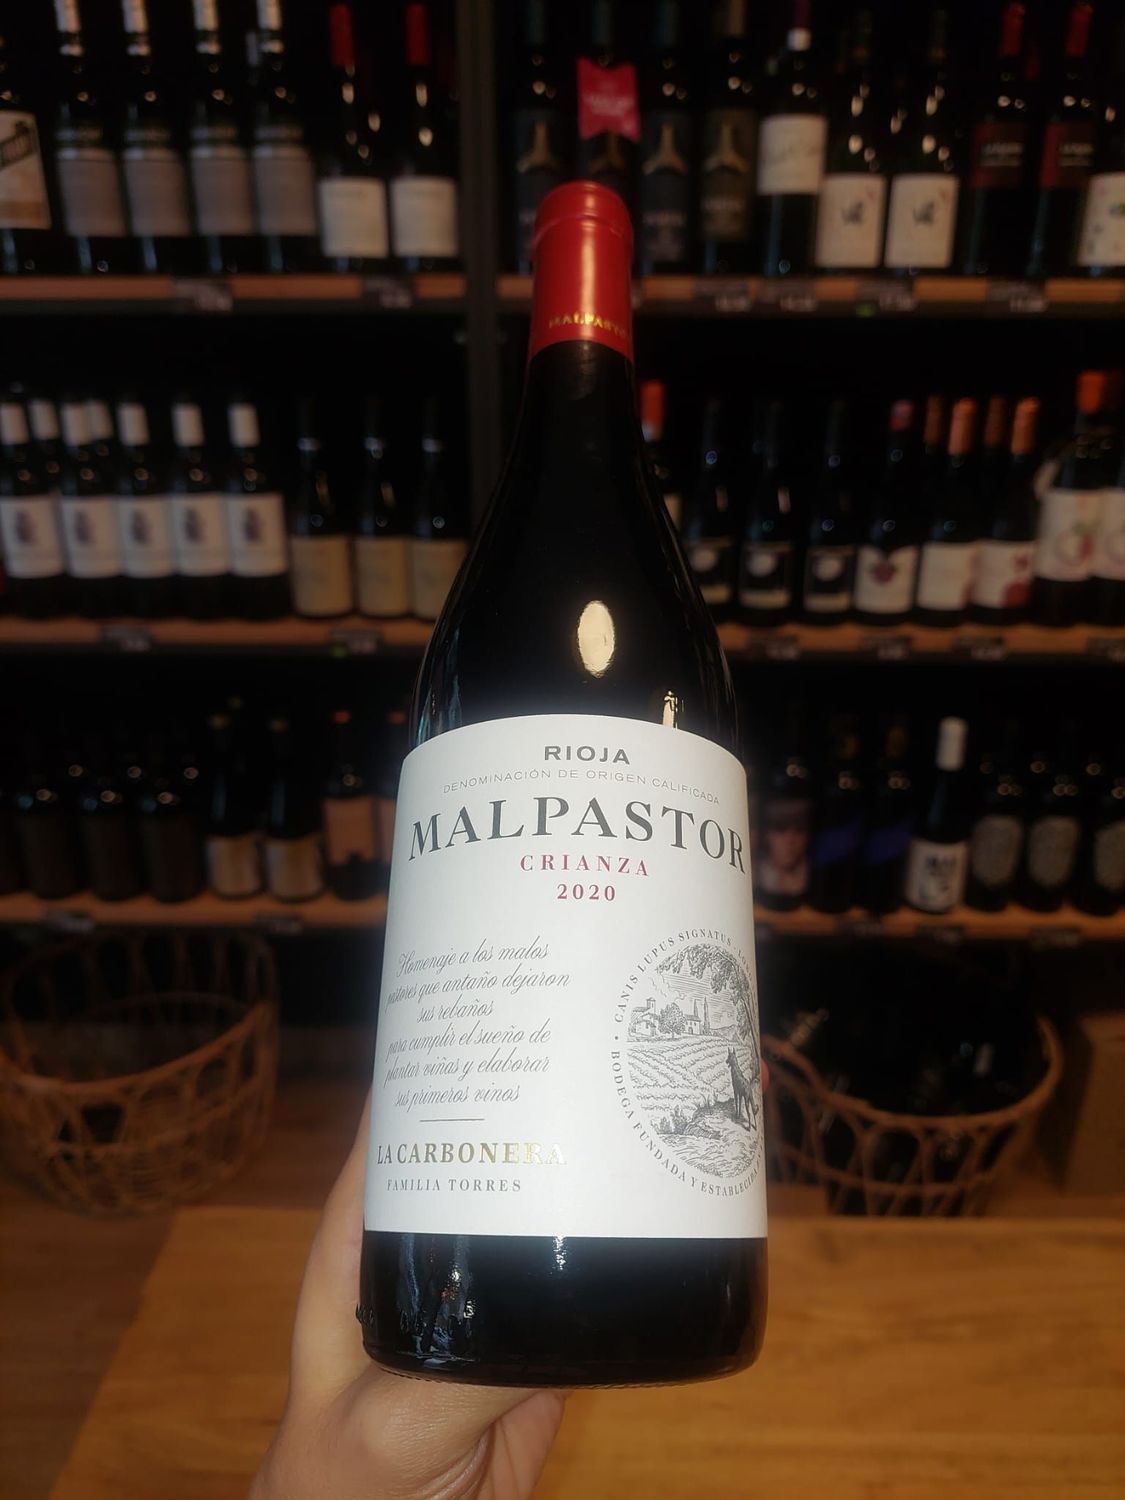 MALPASTO
RIOJA
DENOMINACIÓN DE ORIGEN CALIFICADA
MALPASTOR
CRIANZA
2020
Homenaje a los malos
pastores que antaño dejaron
sus rebaños
para cumplir el sueño de
plantar viñas y elaborar
sus primeros vinos
LA CARBONERA
FAMILIA TORRES
CANIS LUPUS SIGNATUS
BODEGA FUNDADA Y ESTABLECIDA